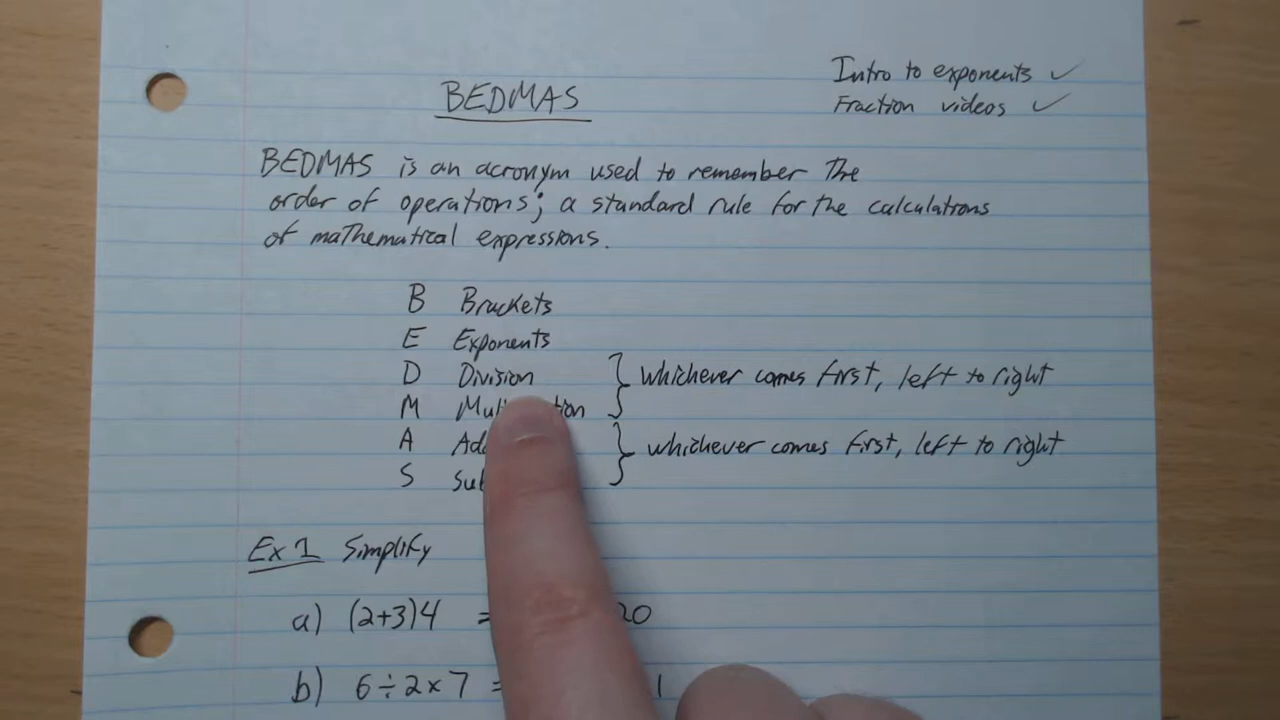 BEDMAS
Intro to exponents ✓
Fraction videos ✓
BEDMAS is an acronym used to remember the
order of operations; a standard rule for the calculations
of mathematical expressions.
B Brackets
E Exponents
D Division } whichever comes first, left to right
M
A } whichever comes first, left to right
S
Ex 1 Simplify
a) (2+3)4 = 20
b) 6÷2×7 = 1